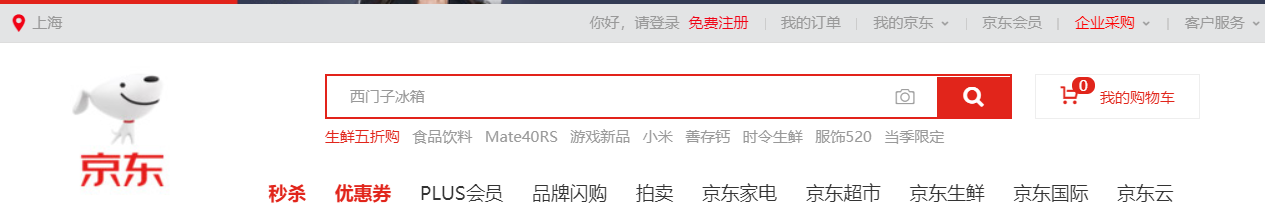 上海 你好，请登录 免费注册 我的订单 我的京东 京东会员 企业采购 客户服务
西门子冰箱 0 我的购物车
生鲜五折购 食品饮料 Mate40RS 游戏新品 小米 善存钙 时令生鲜 服饰520 当季限定
京东
秒杀 优惠券 PLUS会员 品牌闪购 拍卖 京东家电 京东超市 京东生鲜 京东国际 京东云